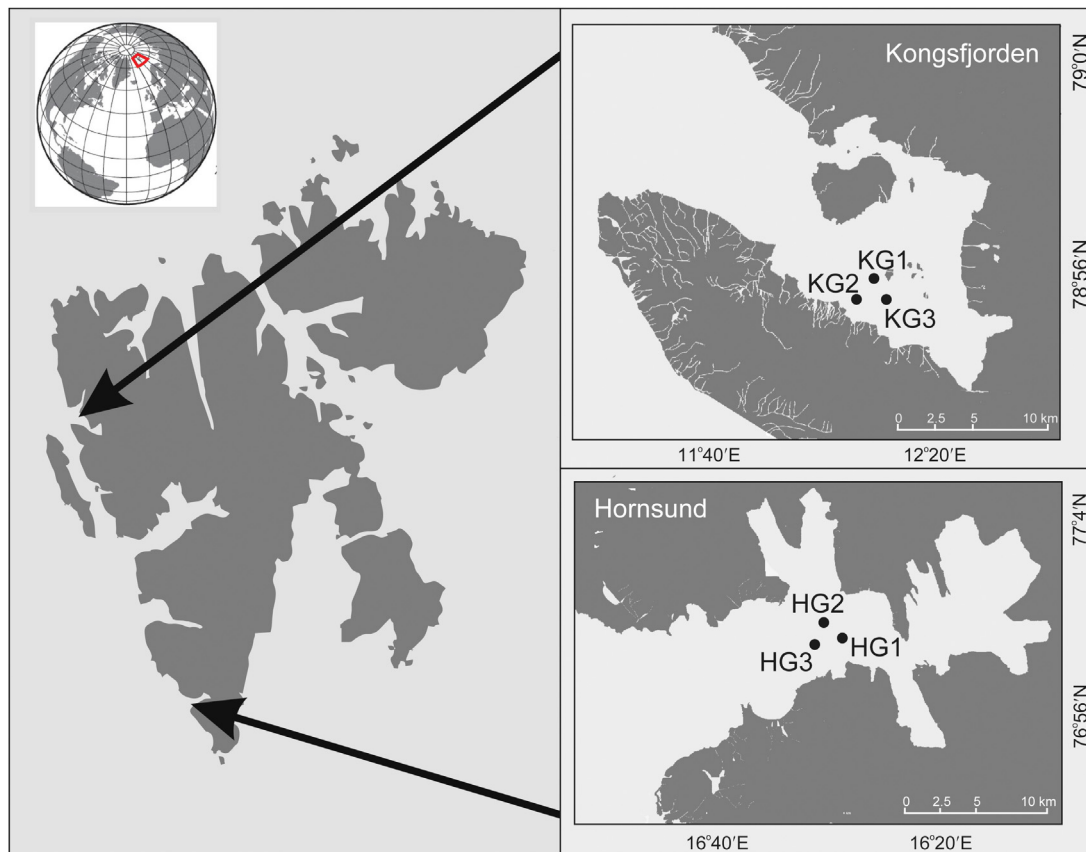 Kongsfjorden
79°0'N
KG1
KG2
78°56'N
KG3
0 2.5 5 10 km
11°40'E
12°20'E
Hornsund
77°4'N
HG2
HG3
HG1
76°56'N
0 2.5 5 10 km
16°40'E
16°20'E